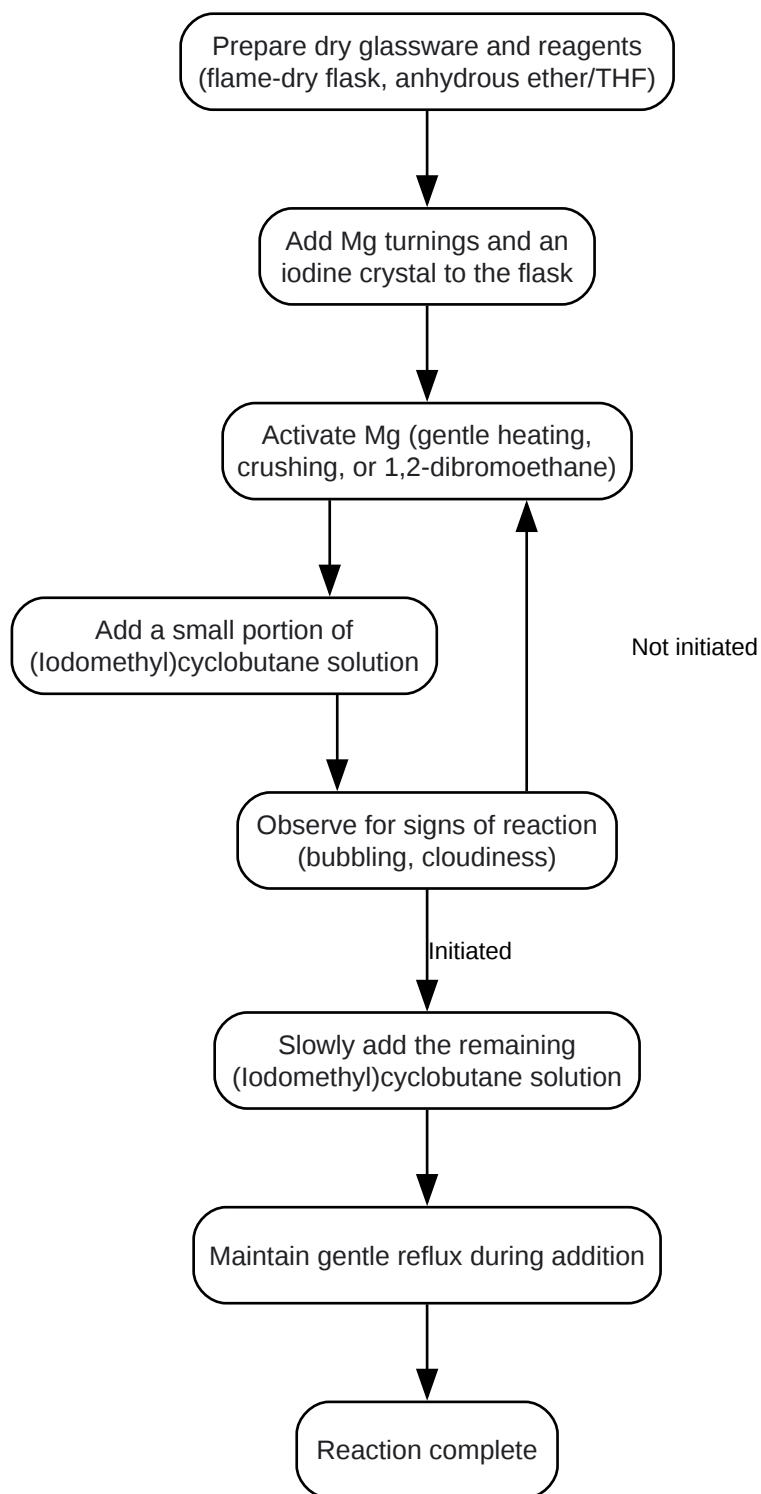 Prepare dry glassware and reagents
(flame-dry flask, anhydrous ether/THF)
Add Mg turnings and an
iodine crystal to the flask
Activate Mg (gentle heating,
crushing, or 1,2-dibromoethane)
Add a small portion of
(Iodomethyl)cyclobutane solution
Not initiated
Observe for signs of reaction
(bubbling, cloudiness)
Initiated
Slowly add the remaining
(Iodomethyl)cyclobutane solution
Maintain gentle reflux during addition
Reaction complete